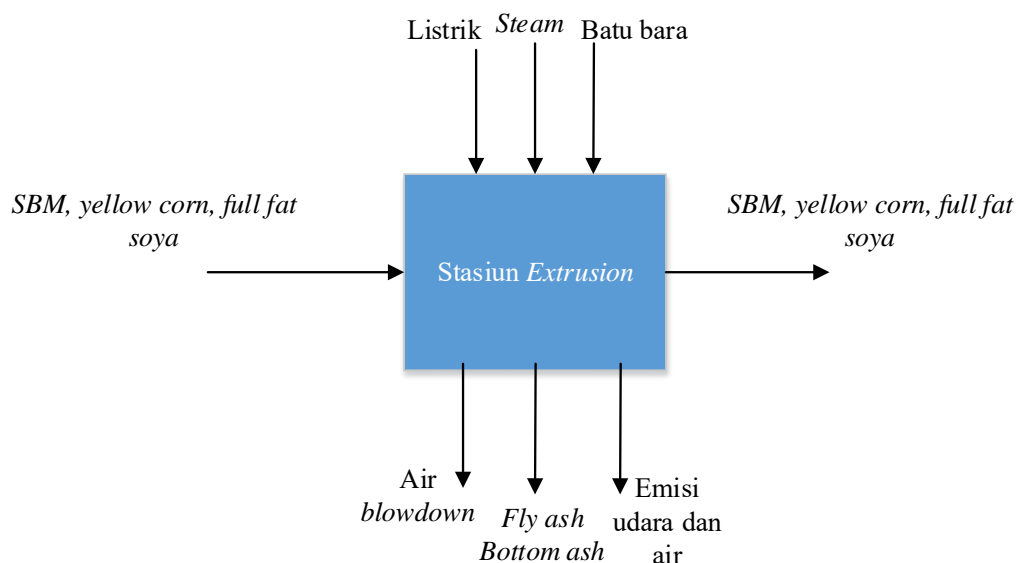 Listrik
Steam
Batu bara
SBM, yellow corn, full fat
soya
Stasiun Extrusion
SBM, yellow corn, full fat
soya
Air
blowdown
Fly ash
Bottom ash
Emisi
udara dan
air